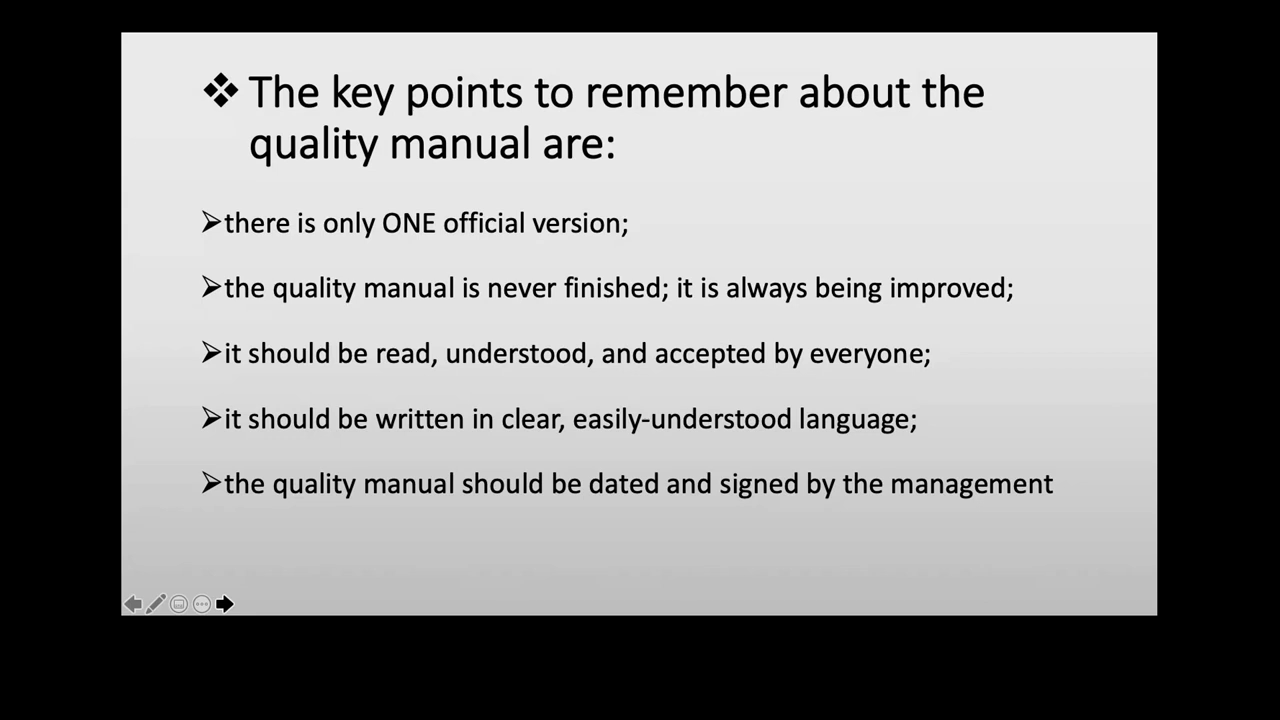 ❖ The key points to remember about the
quality manual are:
➢there is only ONE official version;
➢the quality manual is never finished; it is always being improved;
➢it should be read, understood, and accepted by everyone;
➢it should be written in clear, easily-understood language;
➢the quality manual should be dated and signed by the management